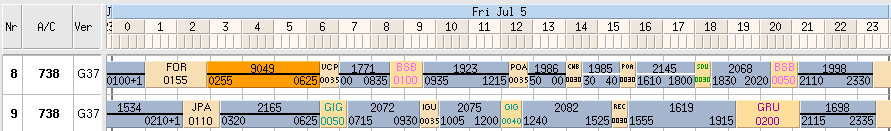 Nr A/C Ver
J Fri Jul 5
0 1 2 3 4 5 6 7 8 9 10 11 12 13 14 15 16 17 18 19 20 21 22 23
8 738 G37
FOR 9049 VCP 1771 BSB 1923 POA 1986 CWB 1985 POA 2145 SDU 2068 BSB 1998
0100+1 0155 0255 0625 0035 00 0835 0100 0935 1215 0035 50 00 0030 30 40 0030 1610 1800 0030 1830 2020 0050 2110 2330
9 738 G37
1534 JPA 2165 GIG 2072 IGU 2075 GIG 2082 REC 1619 GRU 1698
0210+1 0110 0320 0625 0050 0715 0930 0035 1005 1200 0040 1240 1525 0030 1555 1915 0200 2115 2335